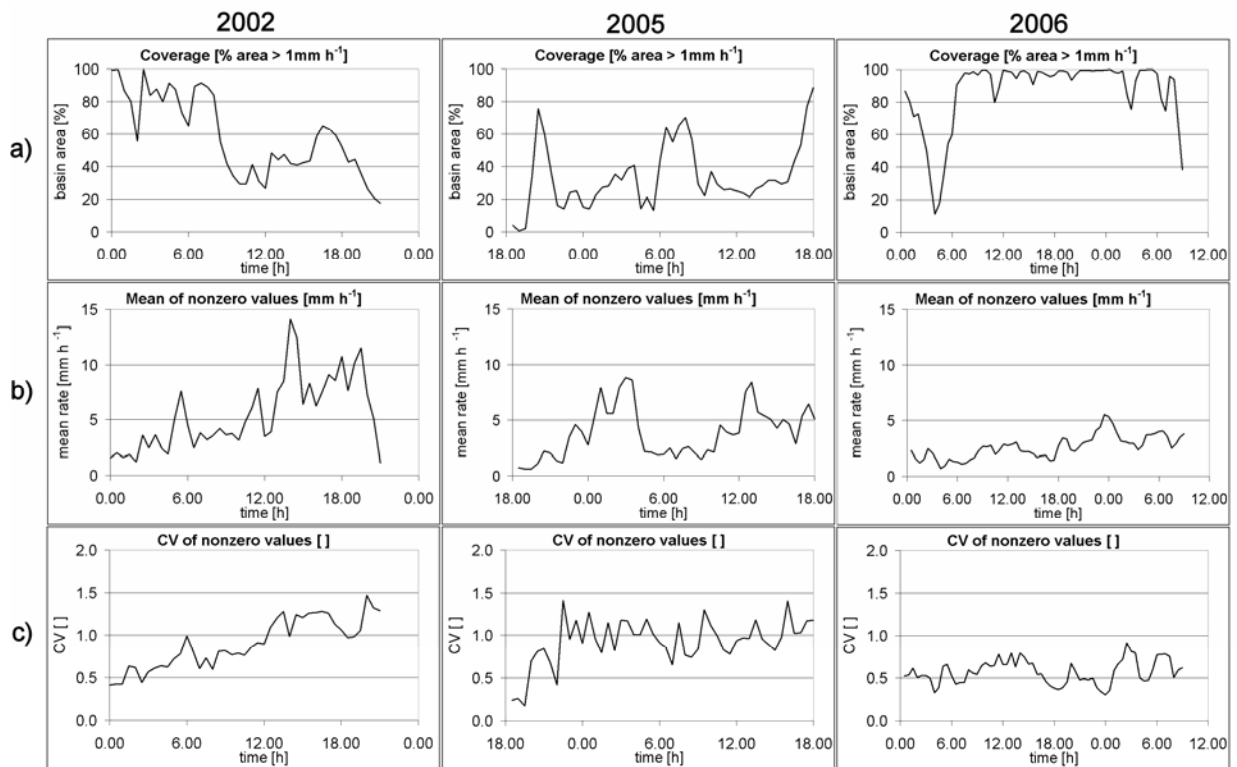 2002
2005
2006
a)
Coverage [% area > 1mm h⁻¹]
basin area [%]
100
80
60
40
20
0
0.00 6.00 12.00 18.00 0.00
time [h]
Coverage [% area > 1mm h⁻¹]
basin area [%]
100
80
60
40
20
0
18.00 0.00 6.00 12.00 18.00
time [h]
Coverage [% area > 1mm h⁻¹]
basin area [%]
100
80
60
40
20
0
0.00 6.00 12.00 18.00 0.00 6.00 12.00
time [h]
b)
Mean of nonzero values [mm h⁻¹]
mean rate [mm h⁻¹]
15
10
5
0
0.00 6.00 12.00 18.00 0.00
time [h]
Mean of nonzero values [mm h⁻¹]
mean rate [mm h⁻¹]
15
10
5
0
18.00 0.00 6.00 12.00 18.00
time [h]
Mean of nonzero values [mm h⁻¹]
mean rate [mm h⁻¹]
15
10
5
0
0.00 6.00 12.00 18.00 0.00 6.00 12.00
time [h]
c)
CV of nonzero values [ ]
CV [ ]
2.0
1.5
1.0
0.5
0.0
0.00 6.00 12.00 18.00 0.00
time [h]
CV of nonzero values [ ]
CV [ ]
2.0
1.5
1.0
0.5
0.0
18.00 0.00 6.00 12.00 18.00
time [h]
CV of nonzero values [ ]
CV [ ]
2.0
1.5
1.0
0.5
0.0
0.00 6.00 12.00 18.00 0.00 6.00 12.00
time [h]